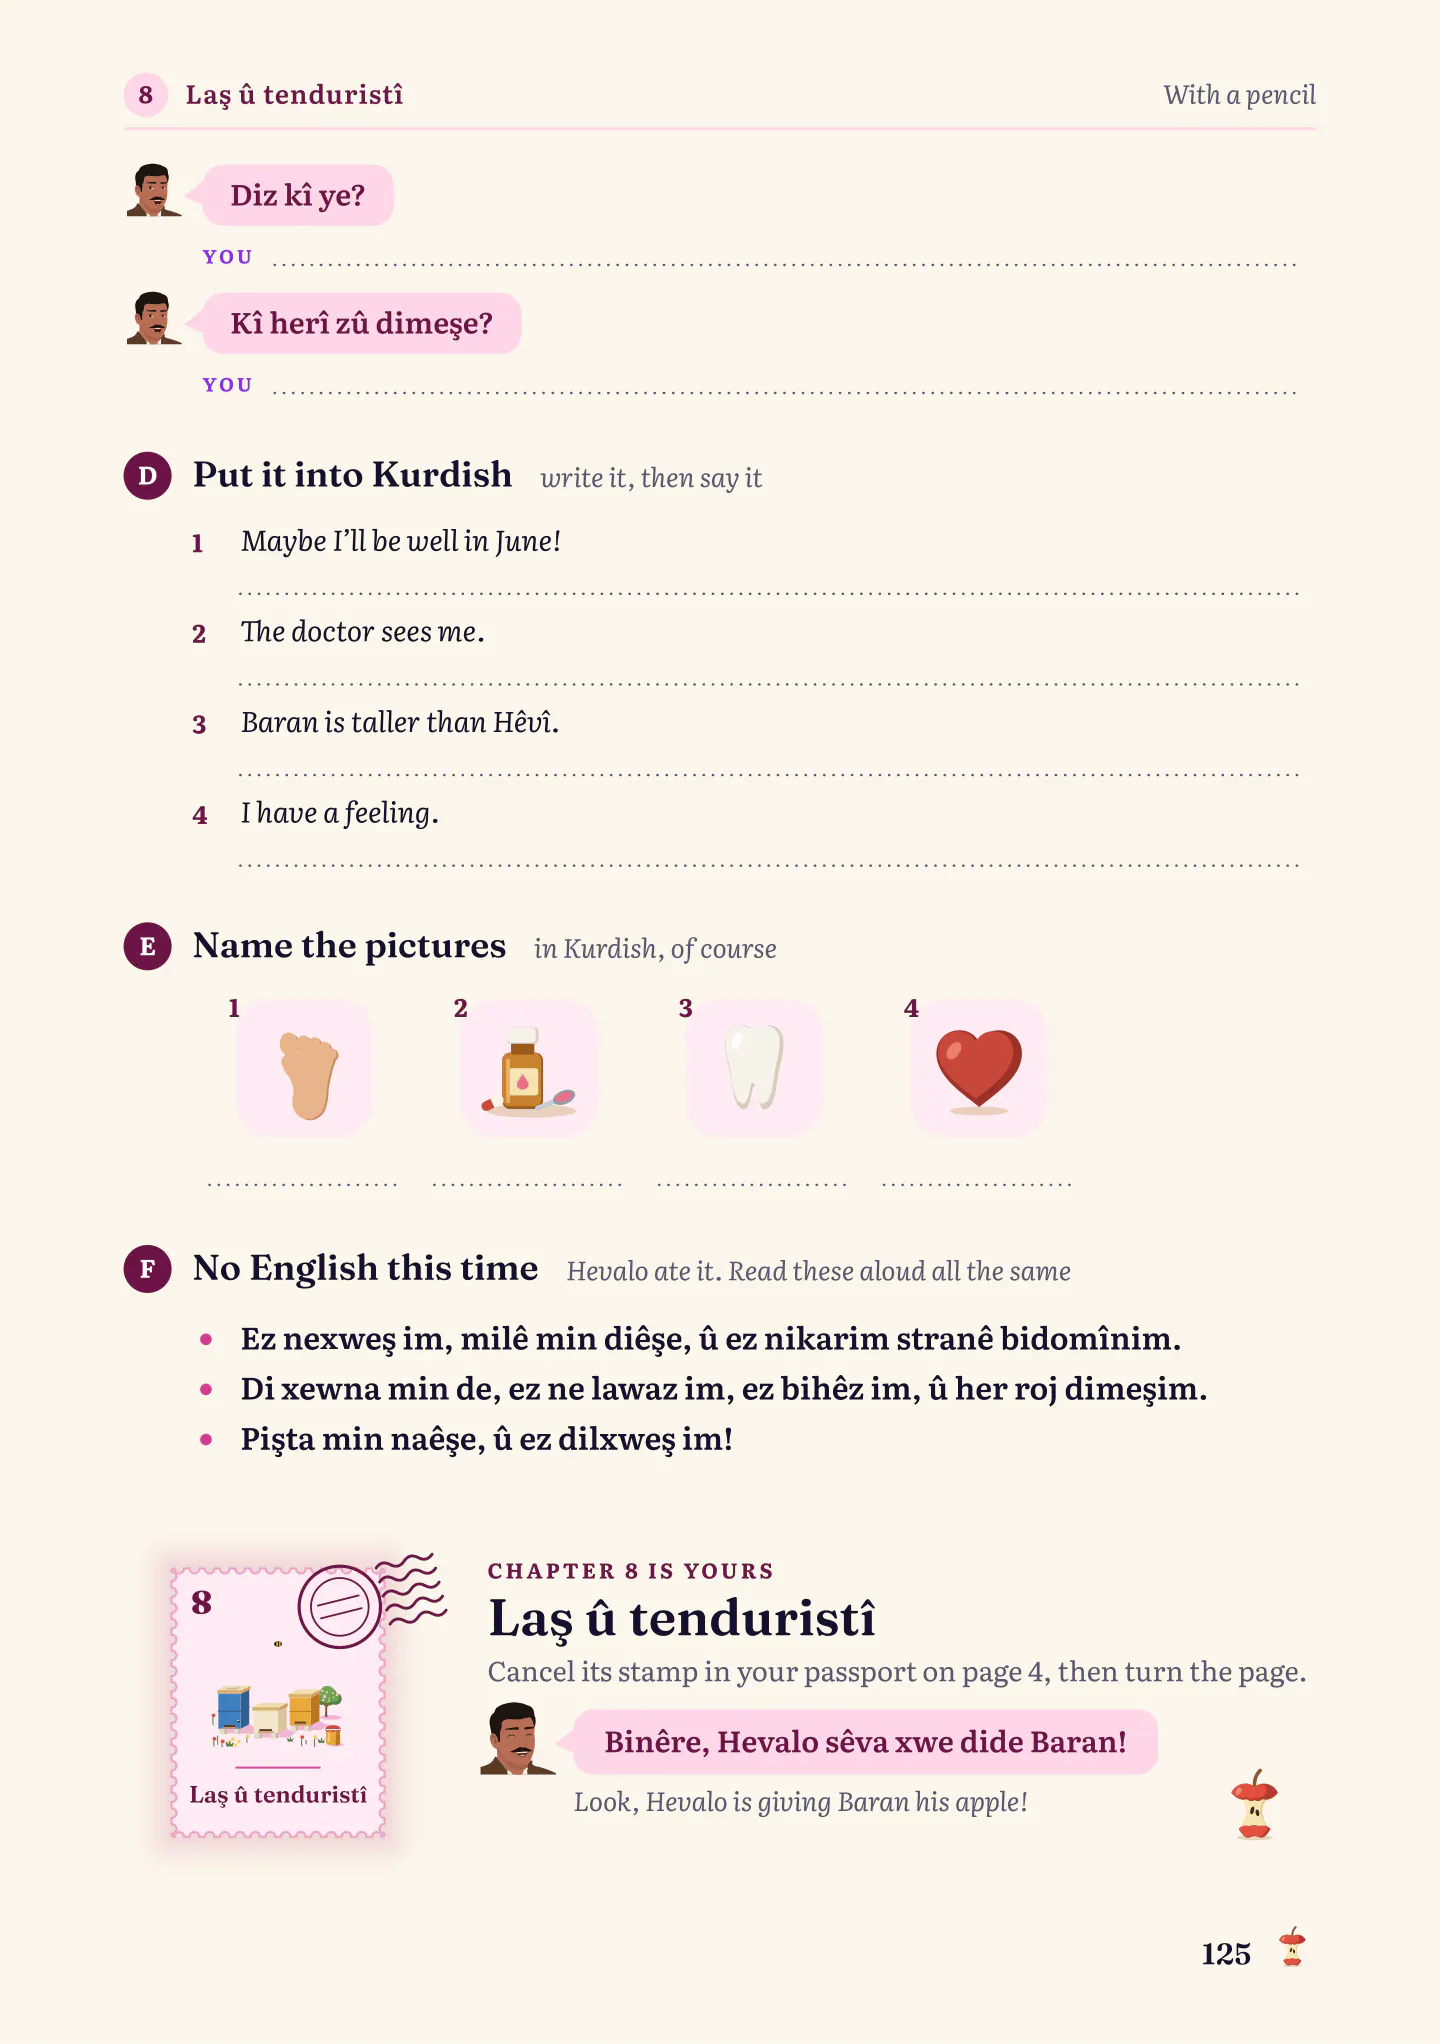 8 Laş û tenduristî With a pencil
Diz kî ye?
YOU
Kî herî zû dimeşe?
YOU
D Put it into Kurdish write it, then say it
1 Maybe I'll be well in June!
2 The doctor sees me.
3 Baran is taller than Hêvî.
4 I have a feeling.
E Name the pictures in Kurdish, of course
1 2 3 4
F No English this time Hevalo ate it. Read these aloud all the same
• Ez nexweş im, milê min diêşe, û ez nikarim stranê bidomînim.
• Di xewna min de, ez ne lawaz im, ez bihêz im, û her roj dimeşim.
• Pişta min naêşe, û ez dilxweş im!
8
Laş û tenduristî
CHAPTER 8 IS YOURS
Laş û tenduristî
Cancel its stamp in your passport on page 4, then turn the page.
Binêre, Hevalo sêva xwe dide Baran!
Look, Hevalo is giving Baran his apple!
125